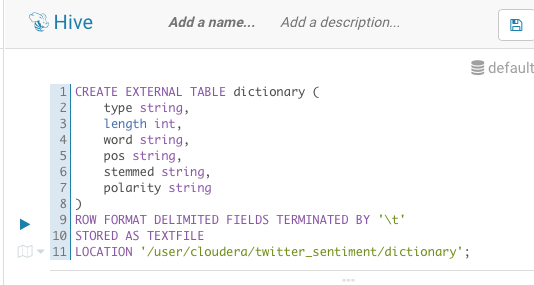 Hive
Add a name...
Add a description...
default
1 CREATE EXTERNAL TABLE dictionary (
2     type string,
3     length int,
4     word string,
5     pos string,
6     stemmed string,
7     polarity string
8 )
9 ROW FORMAT DELIMITED FIELDS TERMINATED BY '\t'
10 STORED AS TEXTFILE
11 LOCATION '/user/cloudera/twitter_sentiment/dictionary';